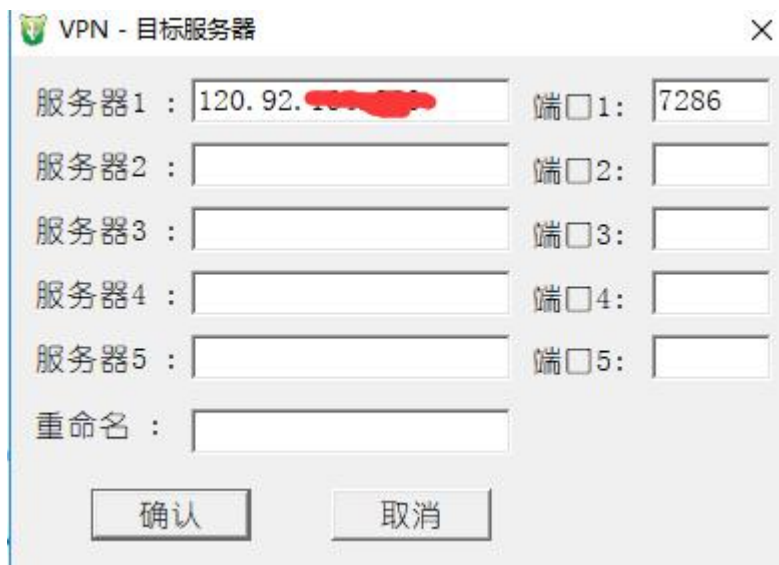 VPN - 目标服务器
服务器1 : 120.92. 端口1: 7286
服务器2 : 端口2:
服务器3 : 端口3:
服务器4 : 端口4:
服务器5 : 端口5:
重命名 :
确认 取消